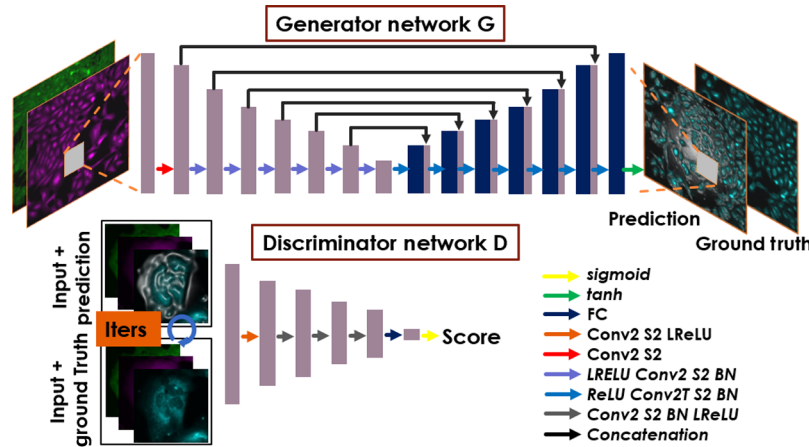 Generator network G
Prediction
Ground truth
Discriminator network D
Input +
prediction
Iters
Input +
ground Truth
Score
sigmoid
tanh
FC
Conv2 S2 LReLU
Conv2 S2
LRELU Conv2 S2 BN
ReLU Conv2T S2 BN
Conv2 S2 BN LReLU
Concatenation